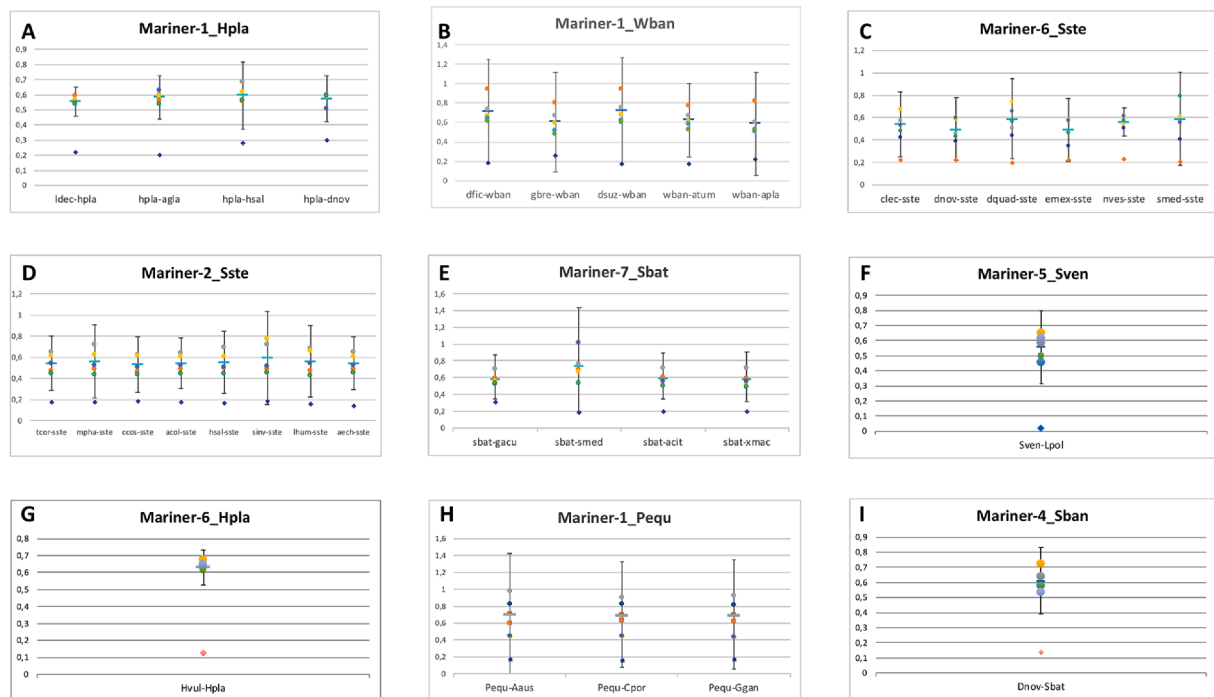 A
Mariner-1_Hpla
0,9
0,8
0,7
0,6
0,5
0,4
0,3
0,2
0,1
0
ldec-hpla hpla-agla hpla-hsal hpla-dnov
B
Mariner-1_Wban
1,4
1,2
1
0,8
0,6
0,4
0,2
0
dfic-wban gbre-wban dsuz-wban wban-atum wban-apla
C
Mariner-6_Sste
1,2
1
0,8
0,6
0,4
0,2
0
clec-sste dnov-sste dquad-sste emex-sste nves-sste smed-sste
D
Mariner-2_Sste
1,2
1
0,8
0,6
0,4
0,2
0
tcor-sste mpha-sste ccos-sste acol-sste hsal-sste sinv-sste lhum-sste aech-sste
E
Mariner-7_Sbat
1,6
1,4
1,2
1
0,8
0,6
0,4
0,2
0
sbat-gacu sbat-smed sbat-acit sbat-xmac
F
Mariner-5_Sven
0,9
0,8
0,7
0,6
0,5
0,4
0,3
0,2
0,1
0
Sven-Lpol
G
Mariner-6_Hpla
0,8
0,7
0,6
0,5
0,4
0,3
0,2
0,1
0
Hvul-Hpla
H
Mariner-1_Pequ
1,6
1,4
1,2
1
0,8
0,6
0,4
0,2
0
Pequ-Aaus Pequ-Cpor Pequ-Ggan
I
Mariner-4_Sban
0,9
0,8
0,7
0,6
0,5
0,4
0,3
0,2
0,1
0
Dnov-Sbat